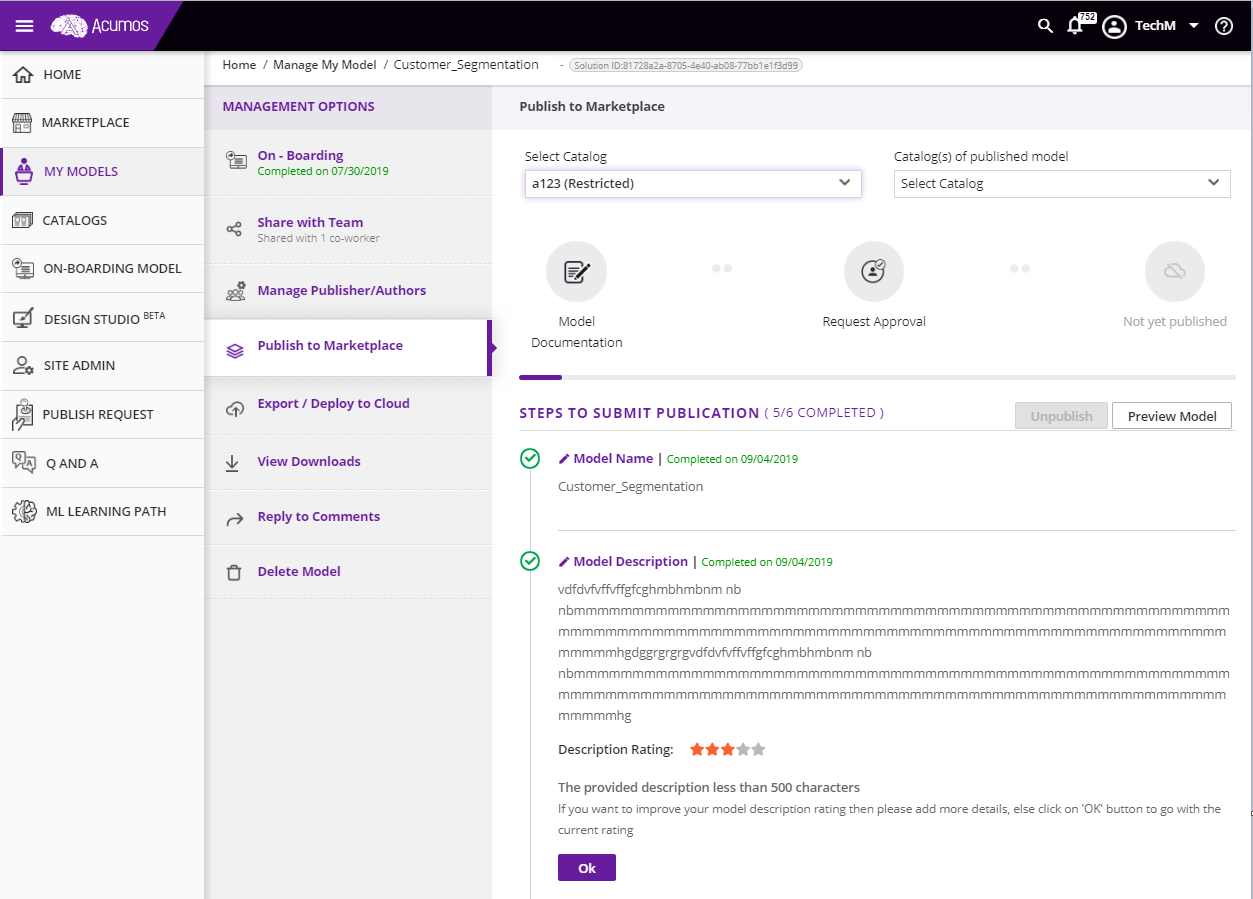 Acumos
752
TechM
HOME
MARKETPLACE
MY MODELS
CATALOGS
ON-BOARDING MODEL
DESIGN STUDIO BETA
SITE ADMIN
PUBLISH REQUEST
Q AND A
ML LEARNING PATH
Home / Manage My Model / Customer_Segmentation - Solution ID:81728a2a-8705-4e40-ab08-77bb1e1f3d99
MANAGEMENT OPTIONS
On - Boarding
Completed on 07/30/2019
Share with Team
Shared with 1 co-worker
Manage Publisher/Authors
Publish to Marketplace
Export / Deploy to Cloud
View Downloads
Reply to Comments
Delete Model
Publish to Marketplace
Select Catalog
a123 (Restricted)
Catalog(s) of published model
Select Catalog
Model
Documentation
Request Approval
Not yet published
STEPS TO SUBMIT PUBLICATION ( 5/6 COMPLETED )
Unpublish
Preview Model
Model Name | Completed on 09/04/2019
Customer_Segmentation
Model Description | Completed on 09/04/2019
vdfdvfvffvffgfcghmbhmbnm nb
Description Rating:
The provided description less than 500 characters
If you want to improve your model description rating then please add more details, else click on 'OK' button to go with the
current rating
Ok